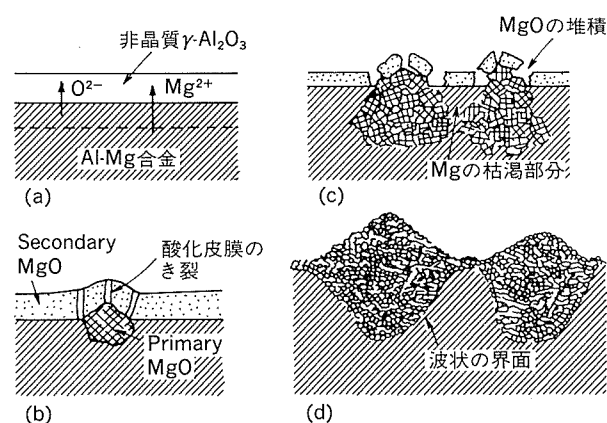 非晶質γ-Al₂O₃
O²⁻
Mg²⁺
Al-Mg合金
(a)
Secondary
MgO
酸化皮膜の
き裂
Primary
MgO
(b)
MgOの堆積
Mgの枯渇部分
(c)
波状の界面
(d)